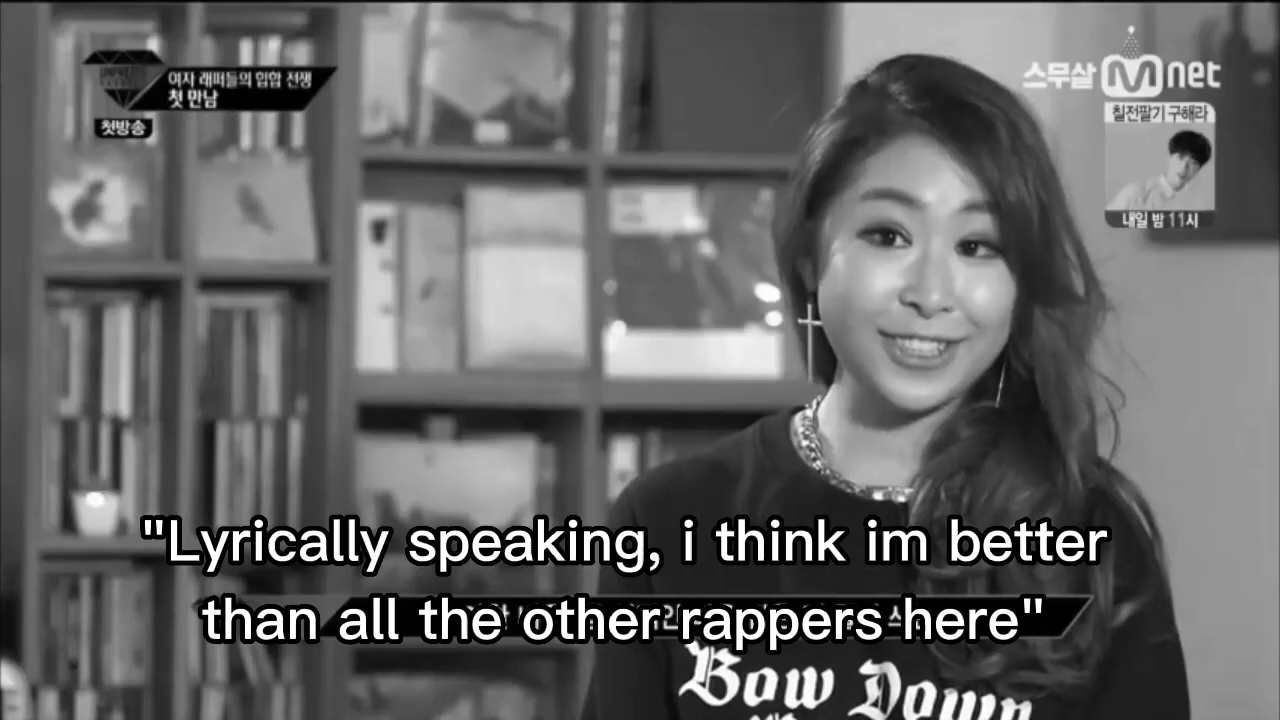 여자 래퍼들의 힙합 전쟁
첫 만남
첫방송
스무살 Mnet
칠전팔기 구해라
내일 밤 11시
"Lyrically speaking, i think im better
than all the other rappers here"
Bow Down